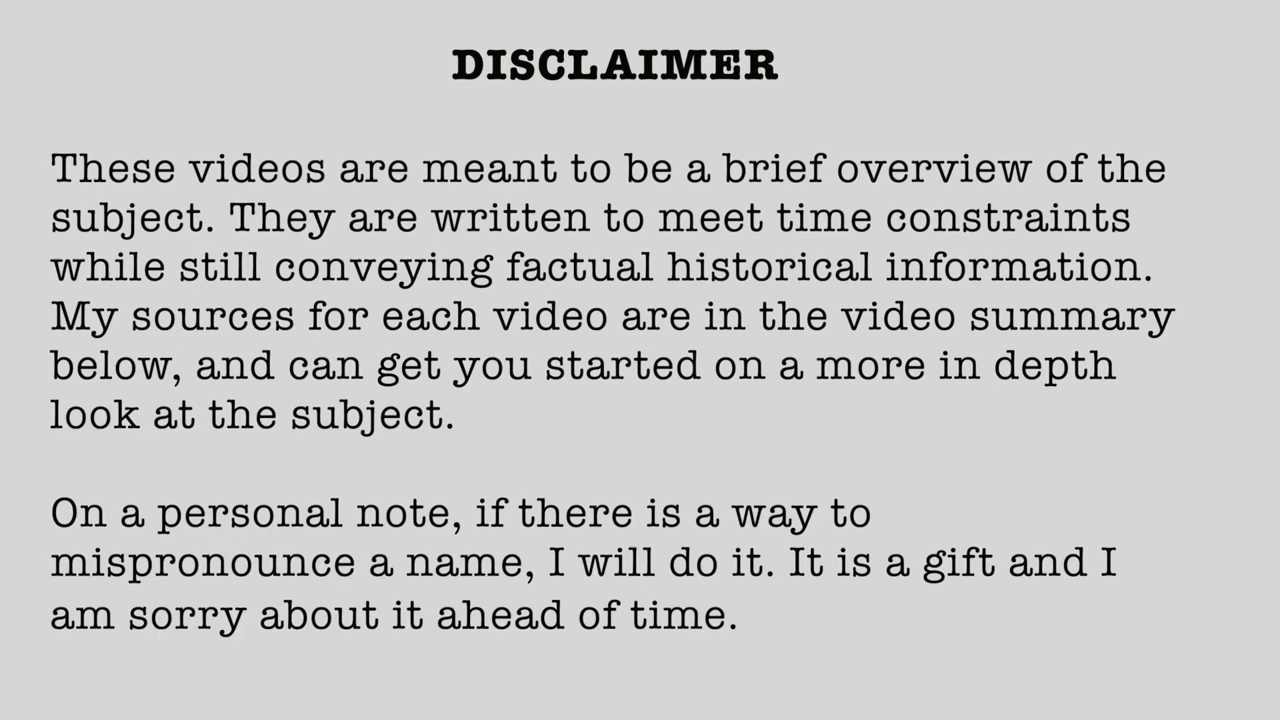 DISCLAIMER
These videos are meant to be a brief overview of the
subject. They are written to meet time constraints
while still conveying factual historical information.
My sources for each video are in the video summary
below, and can get you started on a more in depth
look at the subject.
On a personal note, if there is a way to
mispronounce a name, I will do it. It is a gift and I
am sorry about it ahead of time.